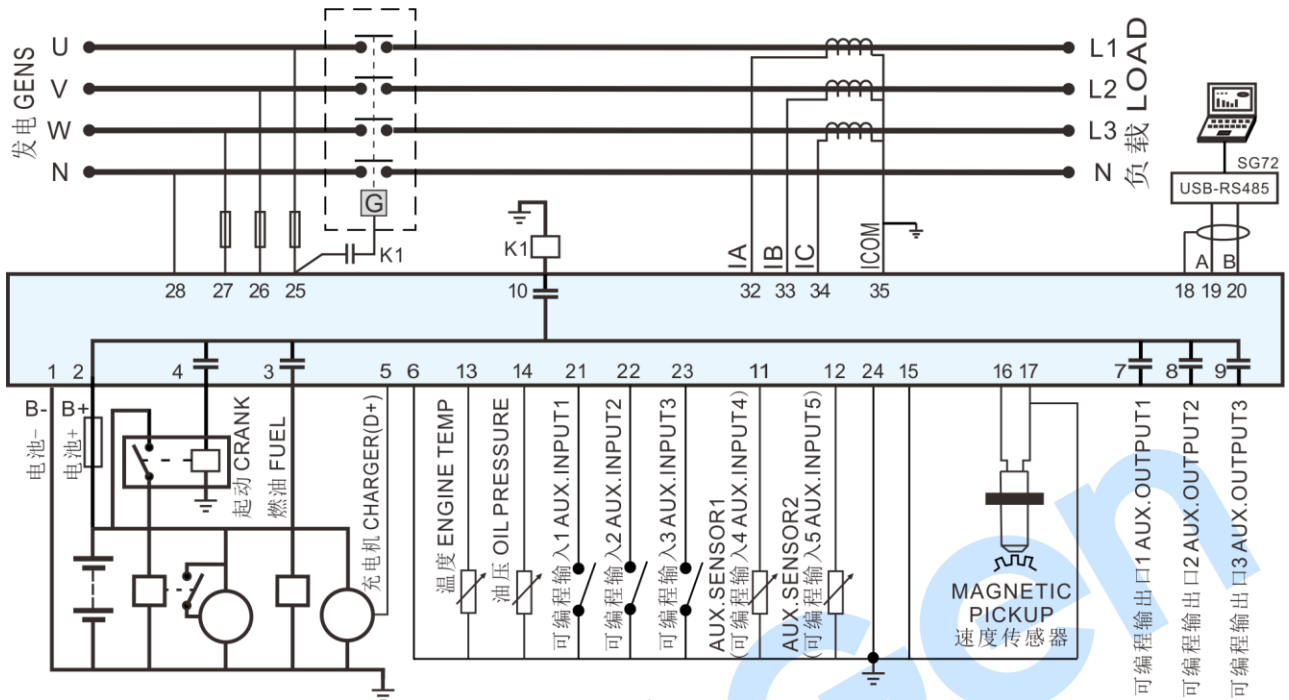 发电 GENS
U
V
W
N
G
K1
K1
IA
IB
IC
ICOM
L1
L2
L3
N
负载 LOAD
SG72
USB-RS485
A B
28 27 26 25 10 32 33 34 35 18 19 20
1 2 4 3 5 6 13 14 21 22 23 11 12 24 15 16 17 7 8 9
B-
电池-
B+
电池+
起动 CRANK
燃油 FUEL
充电机 CHARGER(D+)
温度 ENGINE TEMP
油压 OIL PRESSURE
可编程输入1 AUX.INPUT1
可编程输入2 AUX.INPUT2
可编程输入3 AUX.INPUT3
AUX.SENSOR1
(可编程输入4 AUX.INPUT4)
AUX.SENSOR2
(可编程输入5 AUX.INPUT5)
MAGNETIC
PICKUP
速度传感器
可编程输出口1 AUX.OUTPUT1
可编程输出口2 AUX.OUTPUT2
可编程输出口3 AUX.OUTPUT3
Gen